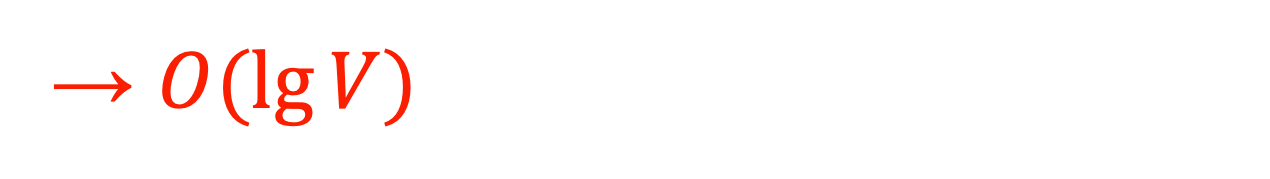 → O(lg V)